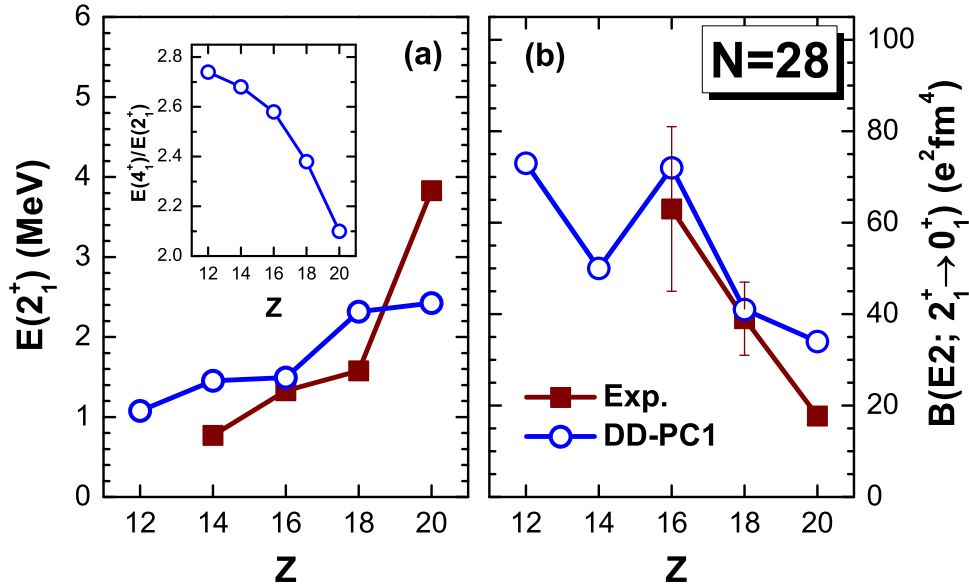 (a)
E(2₁⁺) (MeV)
6
5
4
3
2
1
0
12 14 16 18 20
Z
E(4₁⁺)/E(2₁⁺)
2.8
2.6
2.4
2.2
2.0
12 14 16 18 20
Z
(b)
N=28
Exp.
DD-PC1
100
80
60
40
20
0
B(E2; 2₁⁺→0₁⁺) (e²fm⁴)
12 14 16 18 20
Z